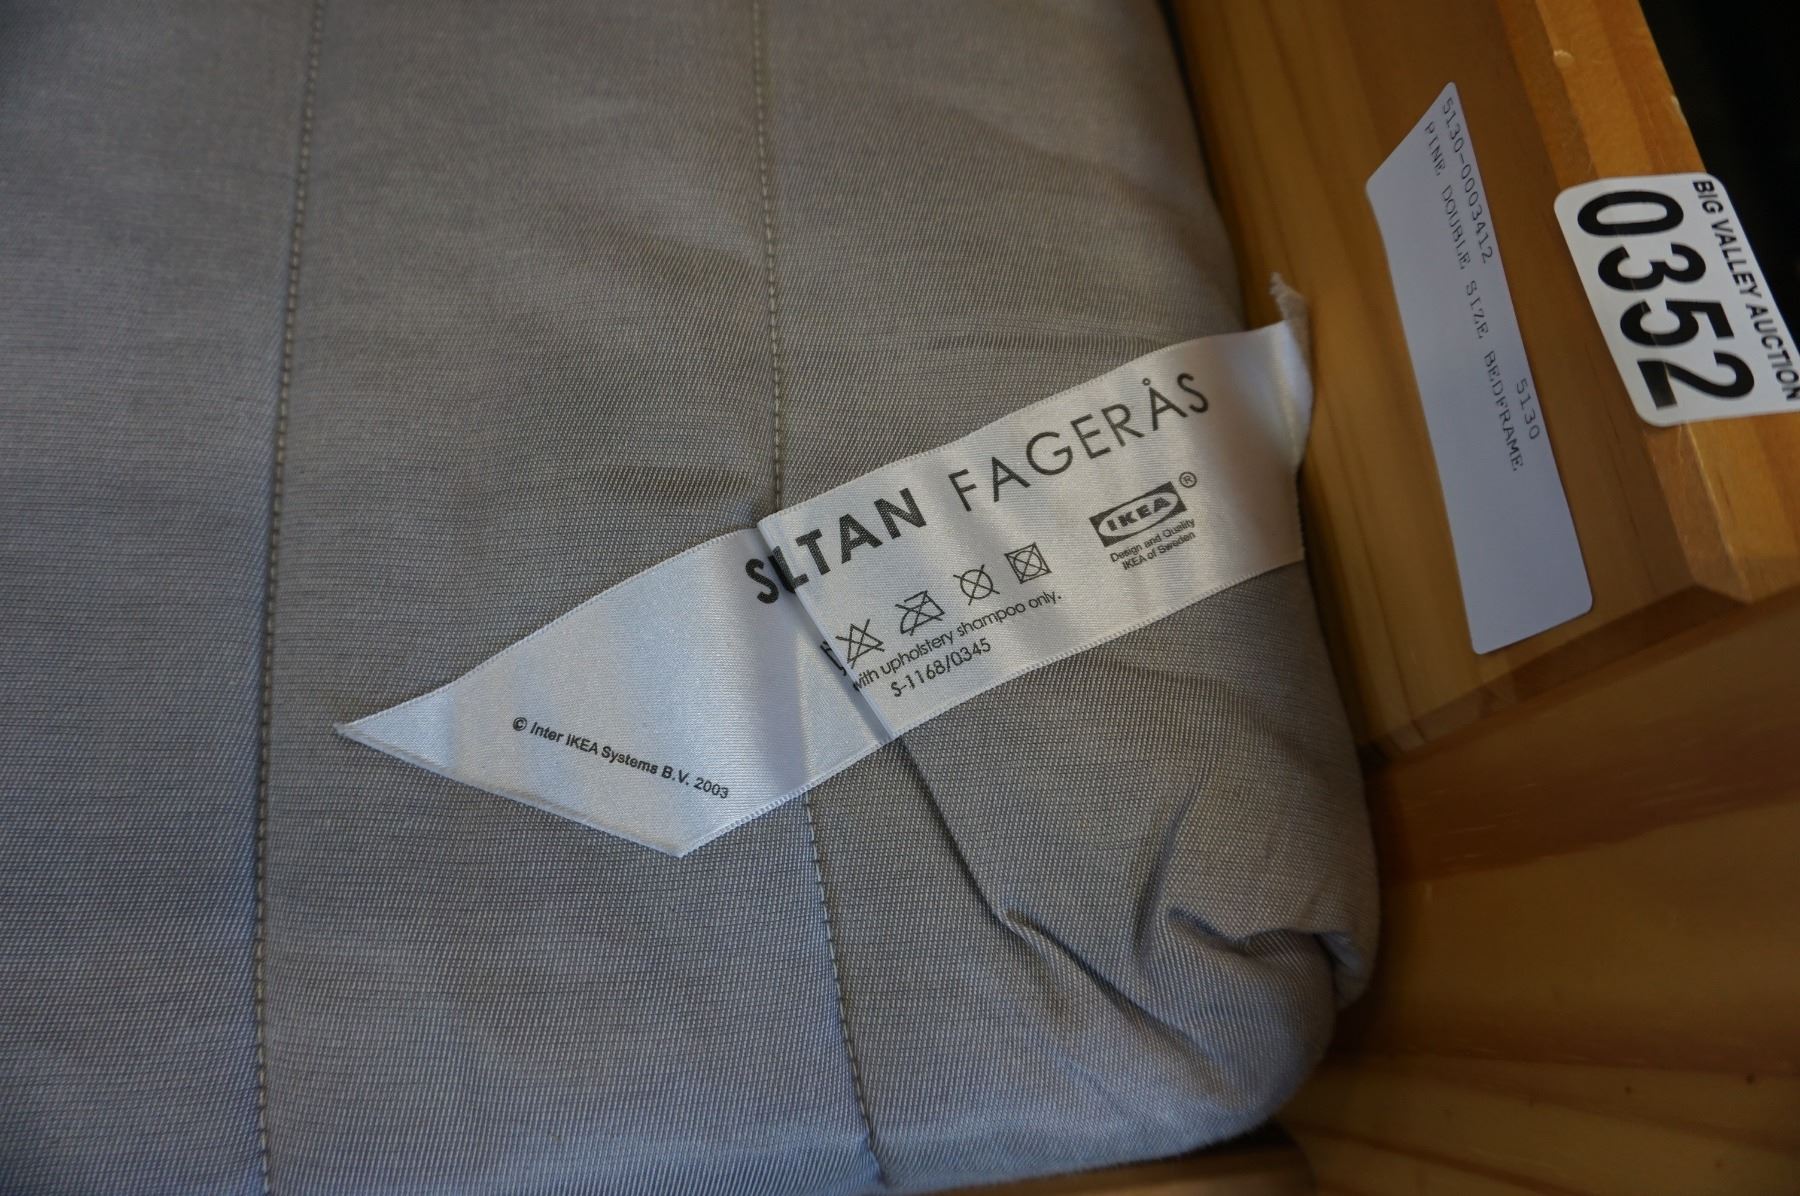 SULTAN FAGERÅS
IKEA®
Design and Quality
IKEA of Sweden
with upholstery shampoo only.
S-1168/0345
© Inter IKEA Systems B.V. 2003
5130-0003412 5130
PINE DOUBLE SIZE BEDFRAME
BIG VALLEY AUCTION
0352